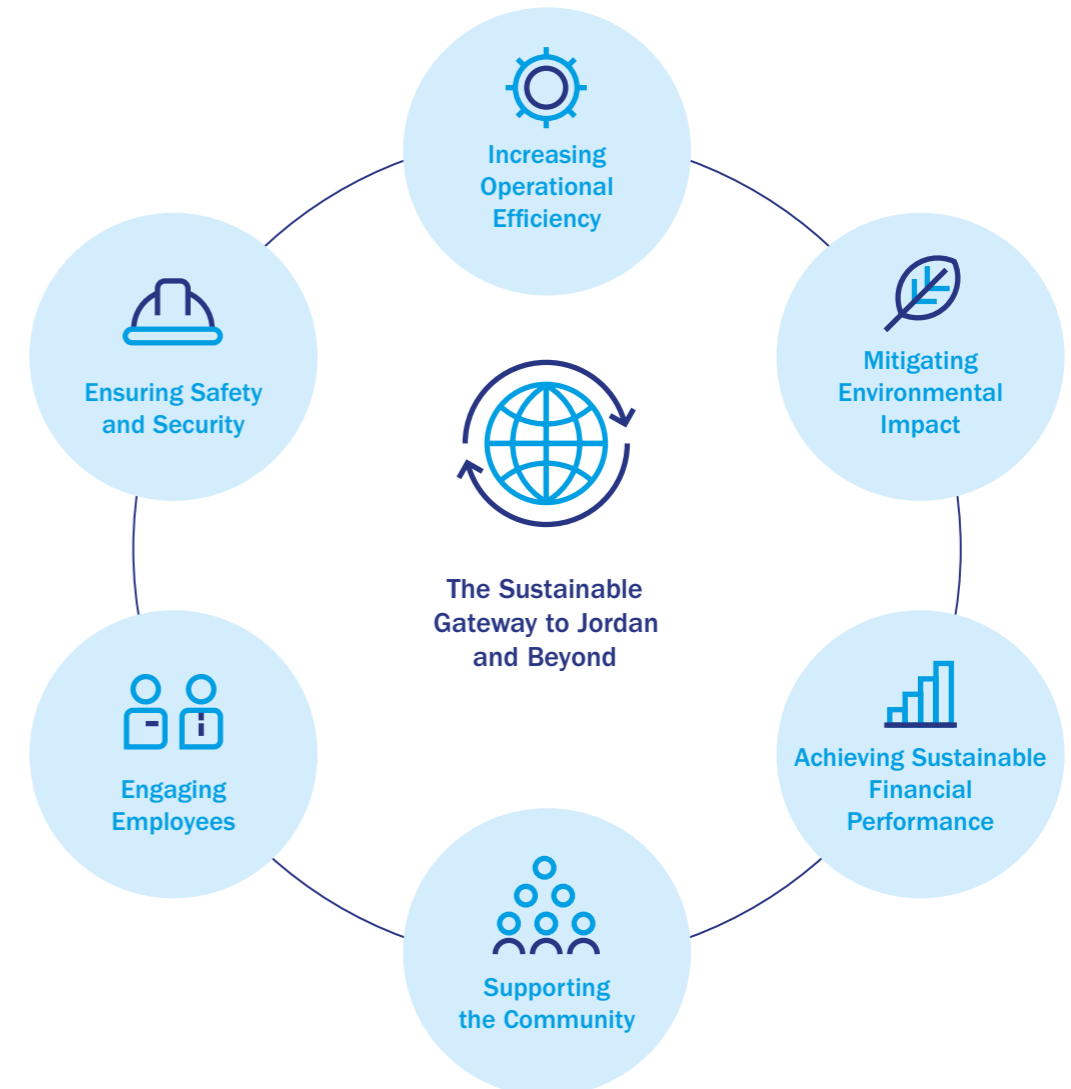 Increasing
Operational
Efficiency
Mitigating
Environmental
Impact
Ensuring Safety
and Security
The Sustainable
Gateway to Jordan
and Beyond
Achieving Sustainable
Financial
Performance
Engaging
Employees
Supporting
the Community